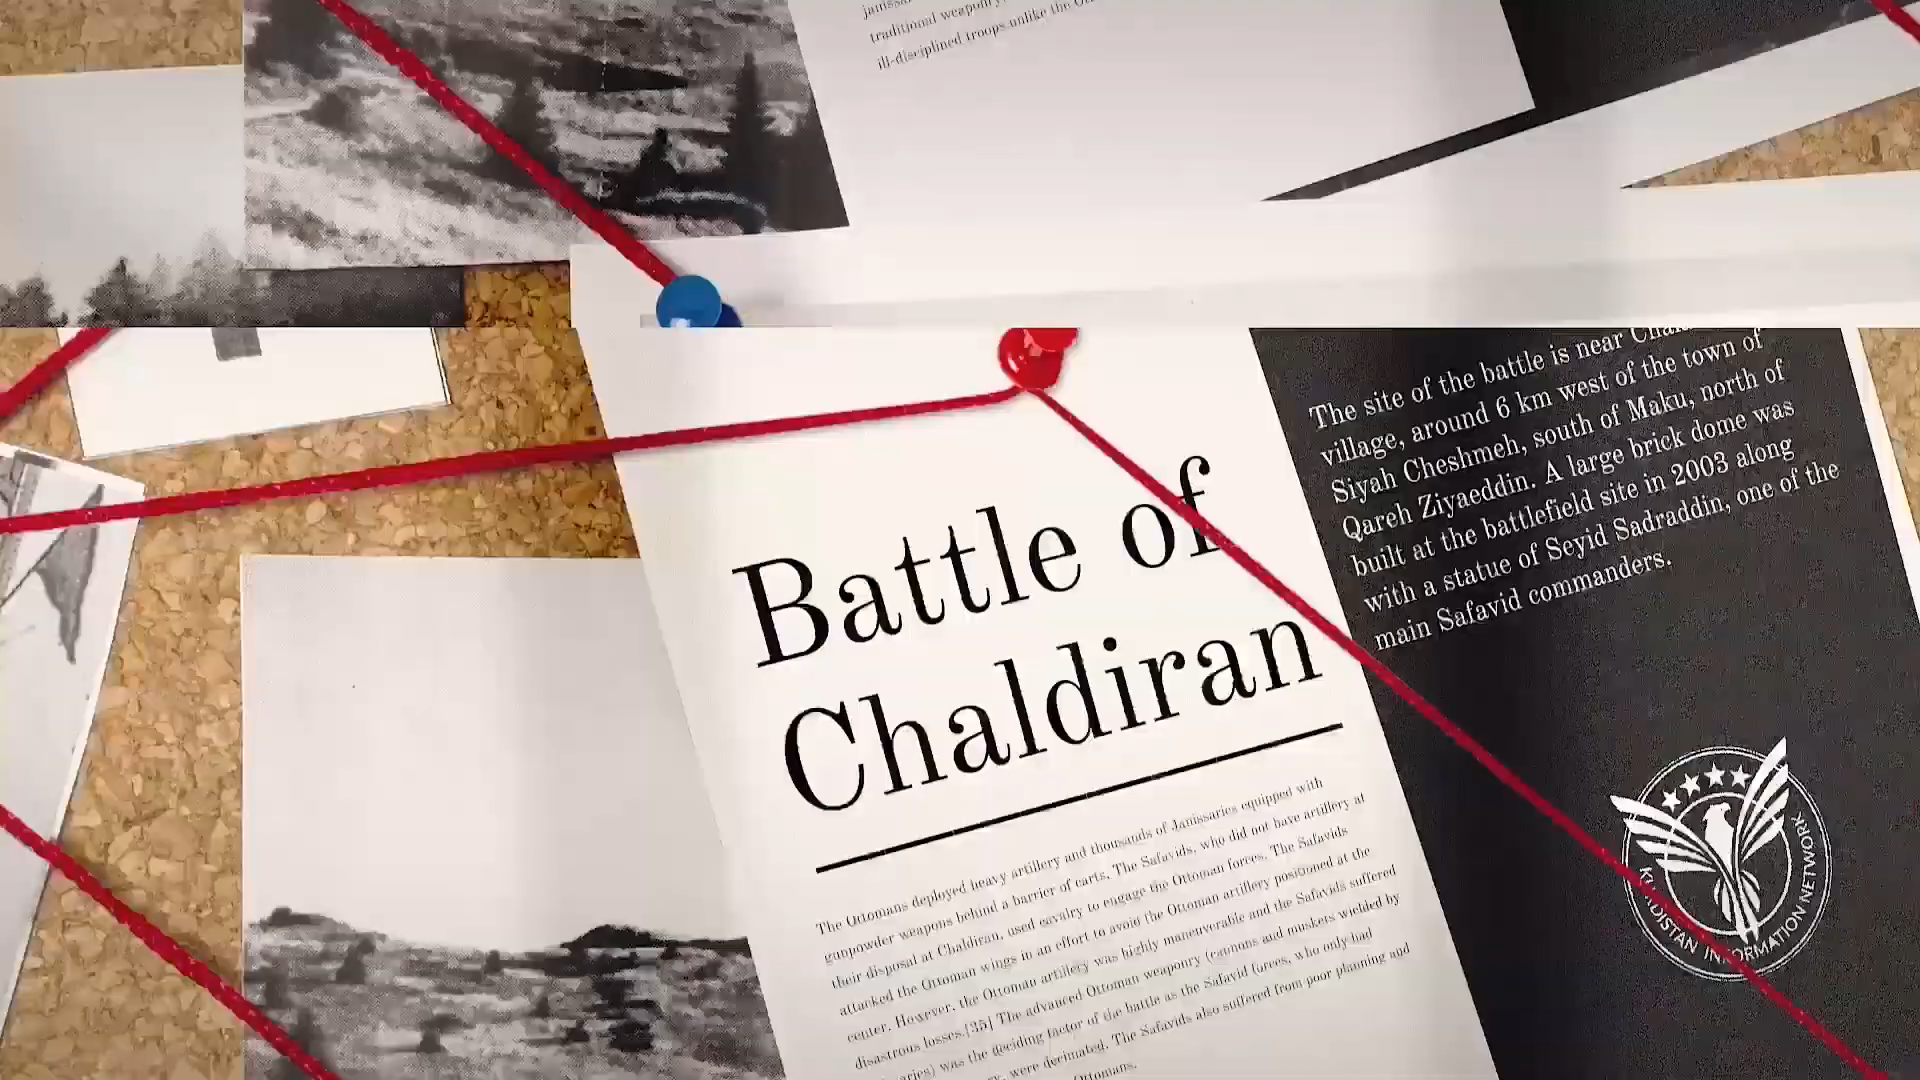 traditional weaponry,
ill-disciplined troops unlike the
Battle of
Chaldiran
The Ottomans deployed heavy artillery and thousands of Janissaries equipped with
gunpowder weapons behind a barrier of carts. The Safavids, who did not have artillery at
their disposal at Chaldiran, used cavalry to engage the Ottoman forces. The Safavids
attacked the Ottoman wings in an effort to avoid the Ottoman artillery positioned at the
center. However, the Ottoman artillery was highly maneuverable and the Safavids suffered
disastrous losses.[35] The advanced Ottoman weaponry (cannons and muskets wielded by
was the deciding factor of the battle as the Safavid forces, who only had
were decimated. The Safavids also suffered from poor planning and
Ottomans.
The site of the battle is near
village, around 6 km west of the town of
Siyah Cheshmeh, south of Maku, north of
Qareh Ziyaeddin. A large brick dome was
built at the battlefield site in 2003 along
with a statue of Seyid Sadraddin, one of the
main Safavid commanders.
KURDISTAN INFORMATION NETWORK